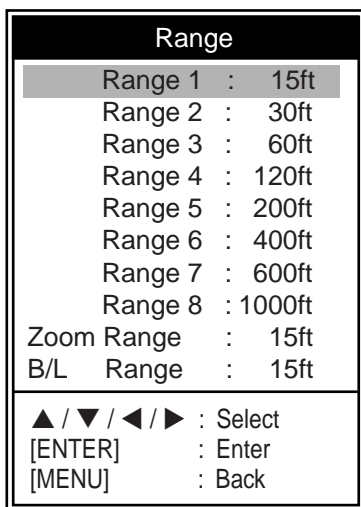 Range
Range 1 : 15ft
Range 2 : 30ft
Range 3 : 60ft
Range 4 : 120ft
Range 5 : 200ft
Range 6 : 400ft
Range 7 : 600ft
Range 8 : 1000ft
Zoom Range : 15ft
B/L Range : 15ft
▲ / ▼ / ◀ / ▶ : Select
[ENTER] : Enter
[MENU] : Back